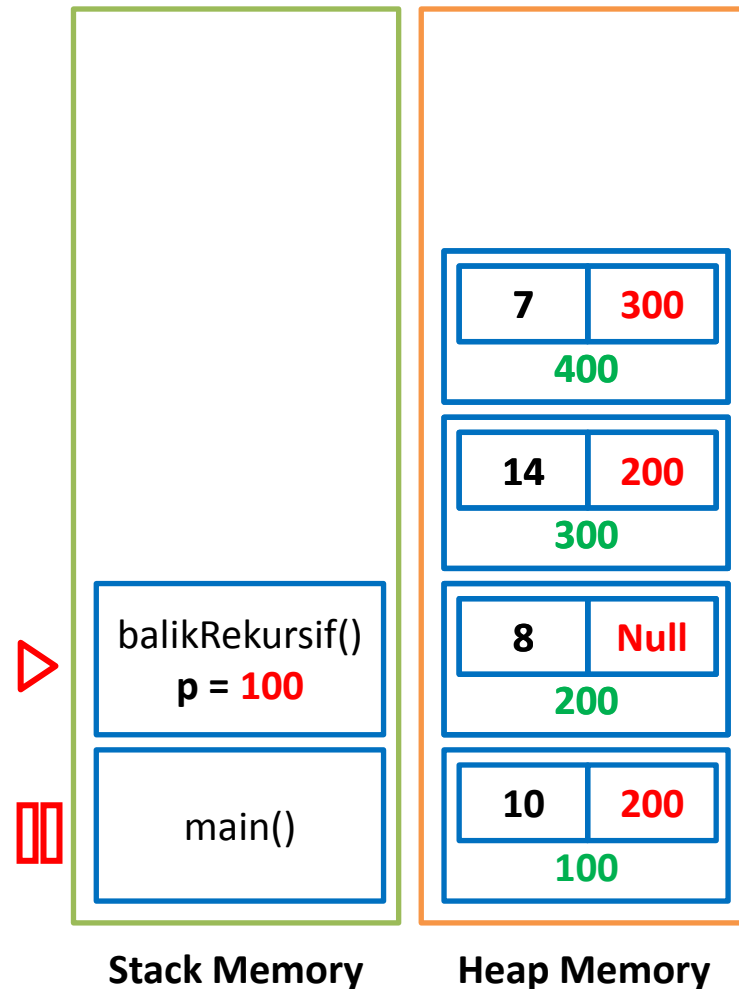 7 300
400
14 200
300
balikRekursif()
p = 100
8 Null
200
main()
10 200
100
Stack Memory
Heap Memory